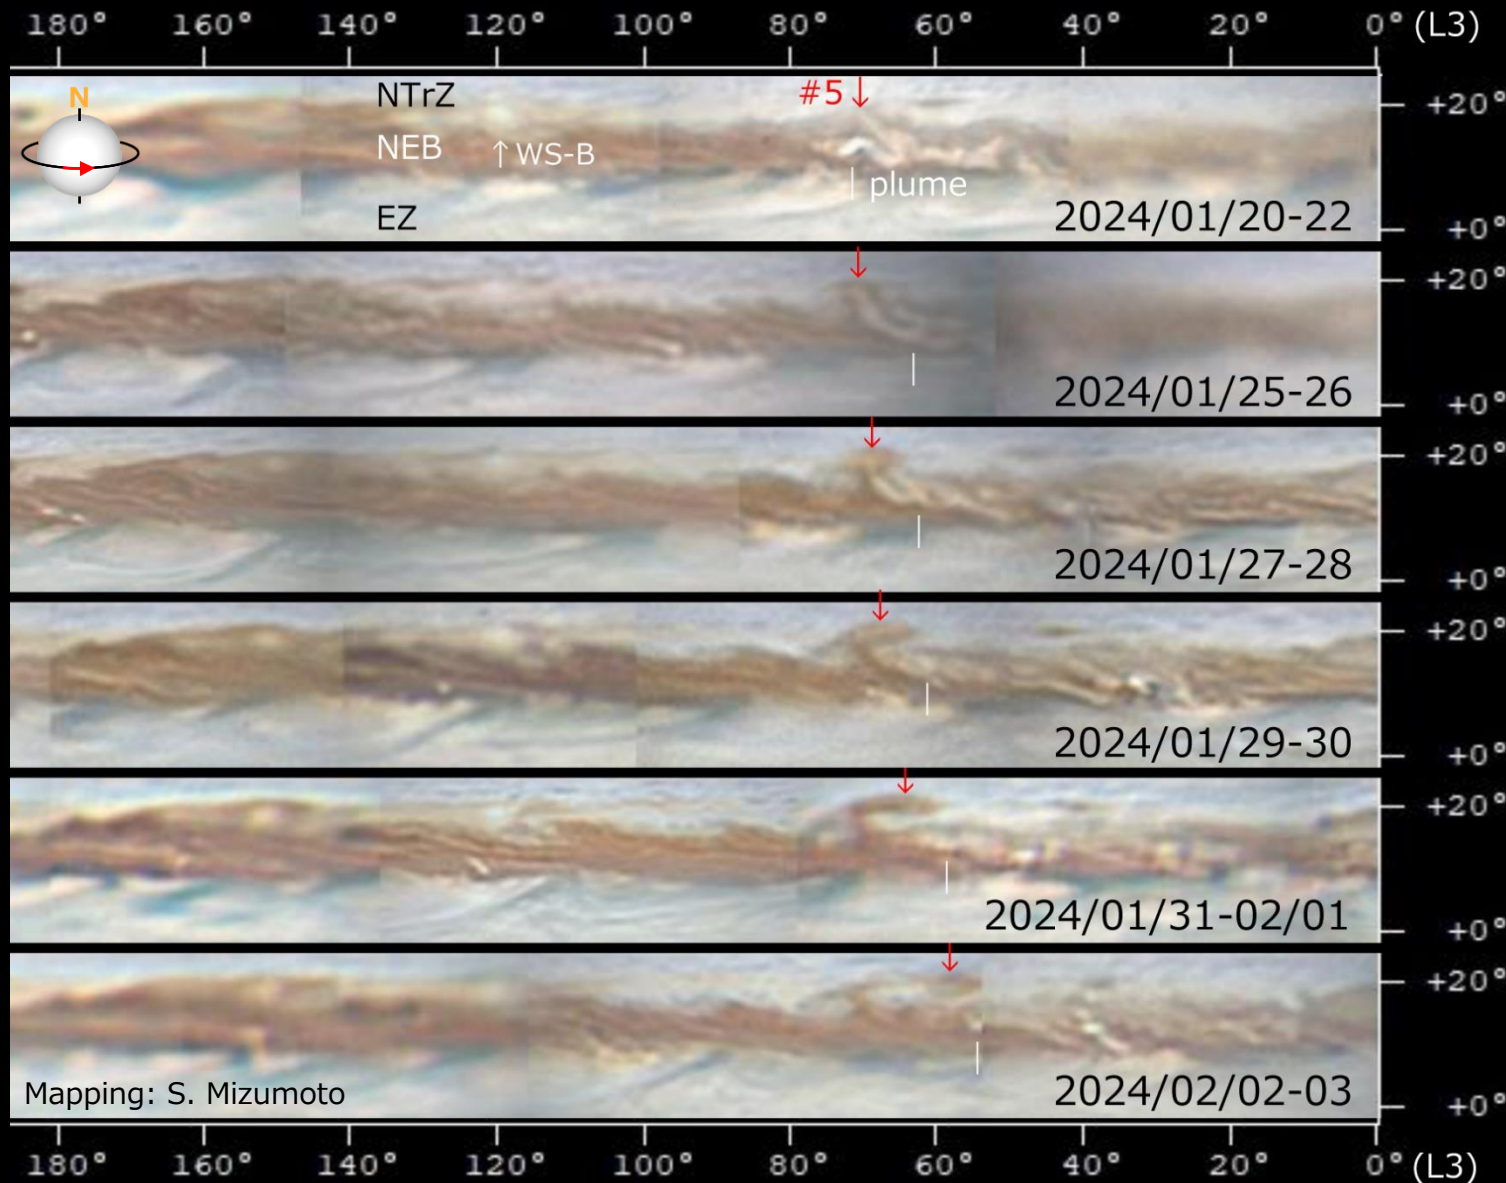 180° 160° 140° 120° 100° 80° 60° 40° 20° 0° (L3)
N
NTrZ
#5 ↓
+20°
NEB
↑ WS-B
plume
EZ
2024/01/20-22
+0°
+20°
2024/01/25-26
+0°
+20°
2024/01/27-28
+0°
+20°
2024/01/29-30
+0°
+20°
2024/01/31-02/01
+0°
+20°
Mapping: S. Mizumoto
2024/02/02-03
+0°
180° 160° 140° 120° 100° 80° 60° 40° 20° 0° (L3)